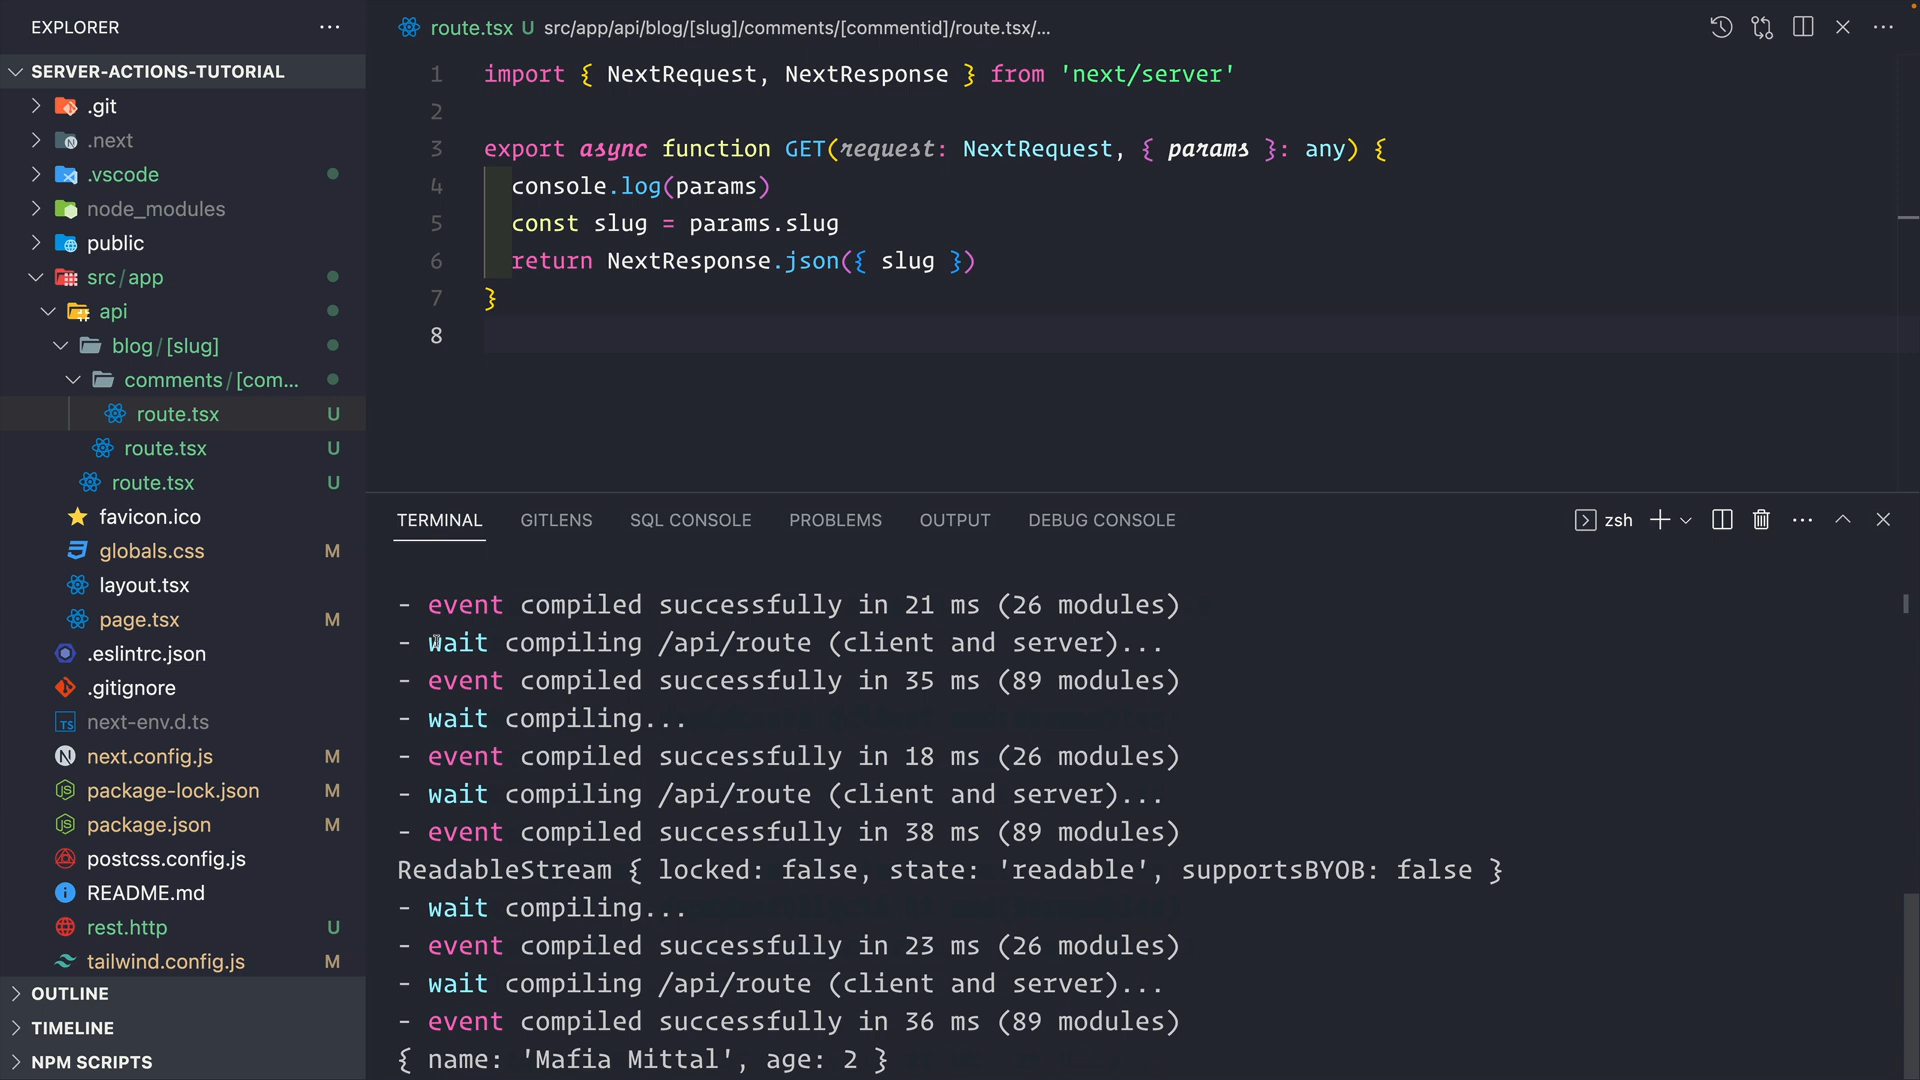 EXPLORER
SERVER-ACTIONS-TUTORIAL
.git
.next
.vscode
node_modules
public
src/app
api
blog/[slug]
comments/[com...
route.tsx U
route.tsx U
route.tsx U
favicon.ico
globals.css M
layout.tsx
page.tsx M
.eslintrc.json
.gitignore
next-env.d.ts
next.config.js M
package-lock.json M
package.json M
postcss.config.js
README.md
rest.http U
tailwind.config.js M
OUTLINE
TIMELINE
NPM SCRIPTS
route.tsx U src/app/api/blog/[slug]/comments/[commentid]/route.tsx/...
1 import { NextRequest, NextResponse } from 'next/server'
2
3 export async function GET(request: NextRequest, { params }: any) {
4 console.log(params)
5 const slug = params.slug
6 return NextResponse.json({ slug })
7 }
8
TERMINAL GITLENS SQL CONSOLE PROBLEMS OUTPUT DEBUG CONSOLE zsh
- event compiled successfully in 21 ms (26 modules)
- wait compiling /api/route (client and server)...
- event compiled successfully in 35 ms (89 modules)
- wait compiling...
- event compiled successfully in 18 ms (26 modules)
- wait compiling /api/route (client and server)...
- event compiled successfully in 38 ms (89 modules)
ReadableStream { locked: false, state: 'readable', supportsBYOB: false }
- wait compiling...
- event compiled successfully in 23 ms (26 modules)
- wait compiling /api/route (client and server)...
- event compiled successfully in 36 ms (89 modules)
{ name: 'Mafia Mittal', age: 2 }